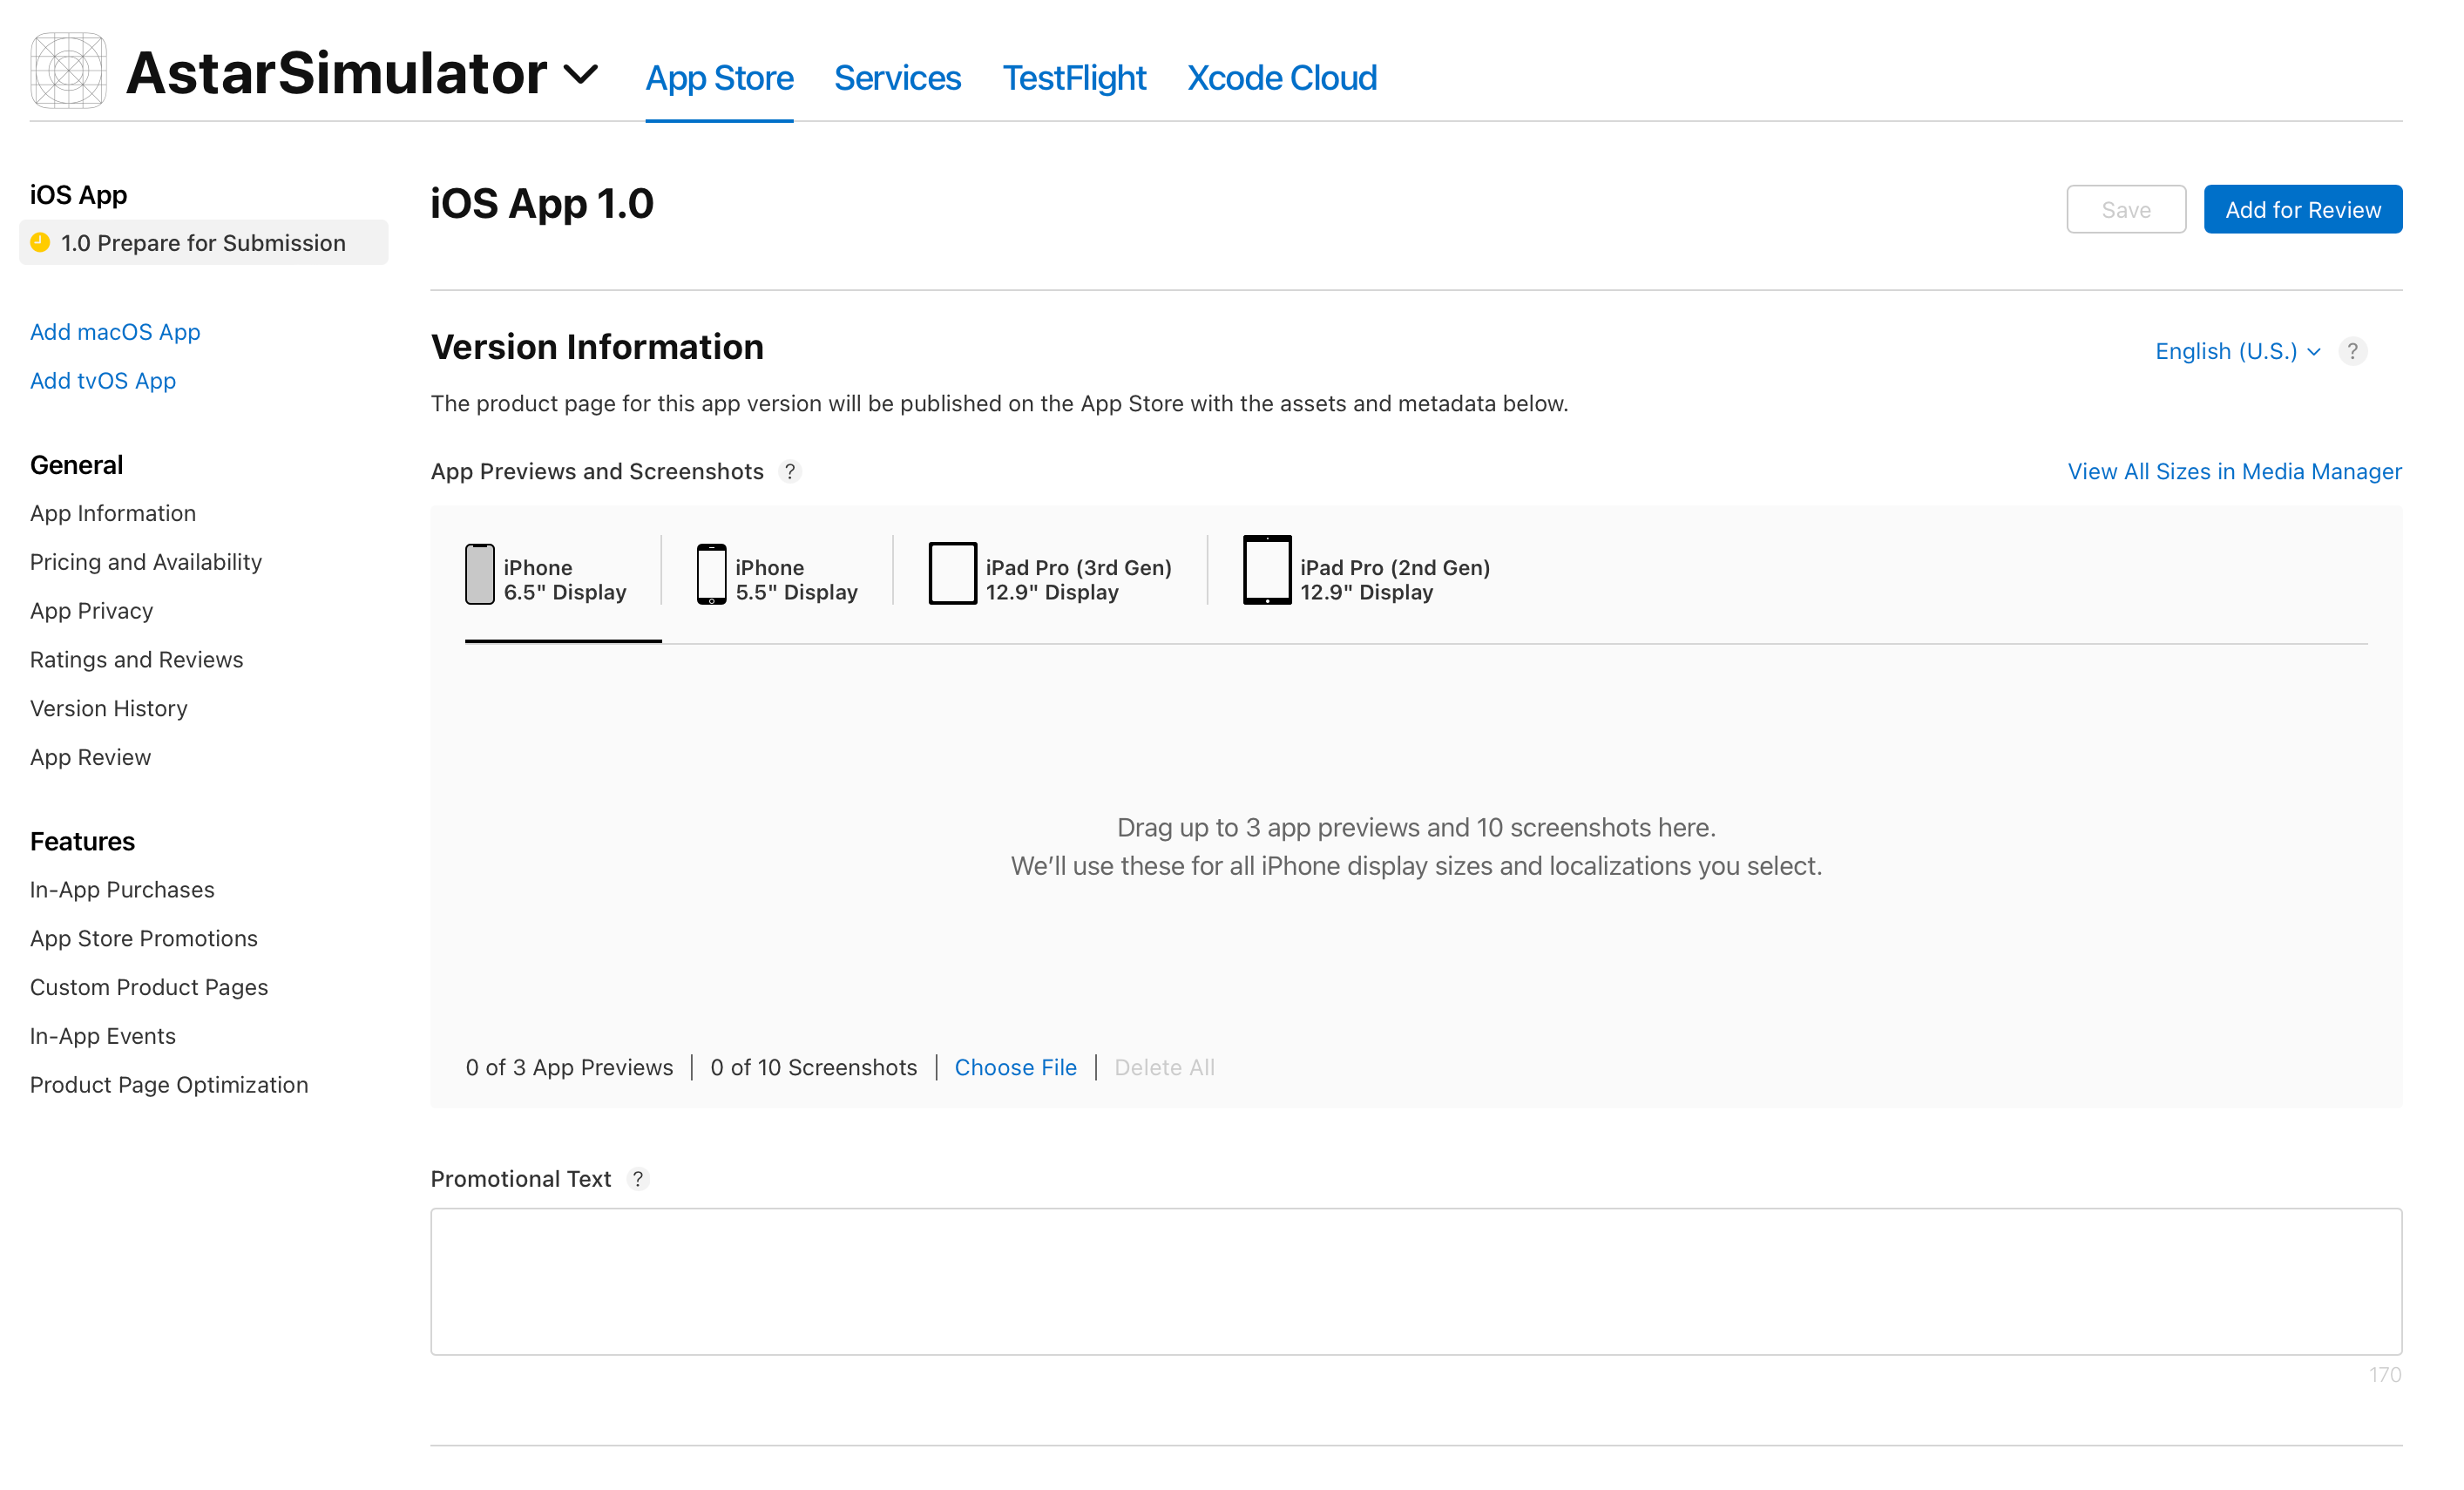 AstarSimulator
App Store
Services
TestFlight
Xcode Cloud
iOS App
1.0 Prepare for Submission
Add macOS App
Add tvOS App
General
App Information
Pricing and Availability
App Privacy
Ratings and Reviews
Version History
App Review
Features
In-App Purchases
App Store Promotions
Custom Product Pages
In-App Events
Product Page Optimization
iOS App 1.0
Save
Add for Review
Version Information
English (U.S.)
?
The product page for this app version will be published on the App Store with the assets and metadata below.
App Previews and Screenshots ?
View All Sizes in Media Manager
iPhone
6.5" Display
iPhone
5.5" Display
iPad Pro (3rd Gen)
12.9" Display
iPad Pro (2nd Gen)
12.9" Display
Drag up to 3 app previews and 10 screenshots here.
We’ll use these for all iPhone display sizes and localizations you select.
0 of 3 App Previews
0 of 10 Screenshots
Choose File
Delete All
Promotional Text ?
170